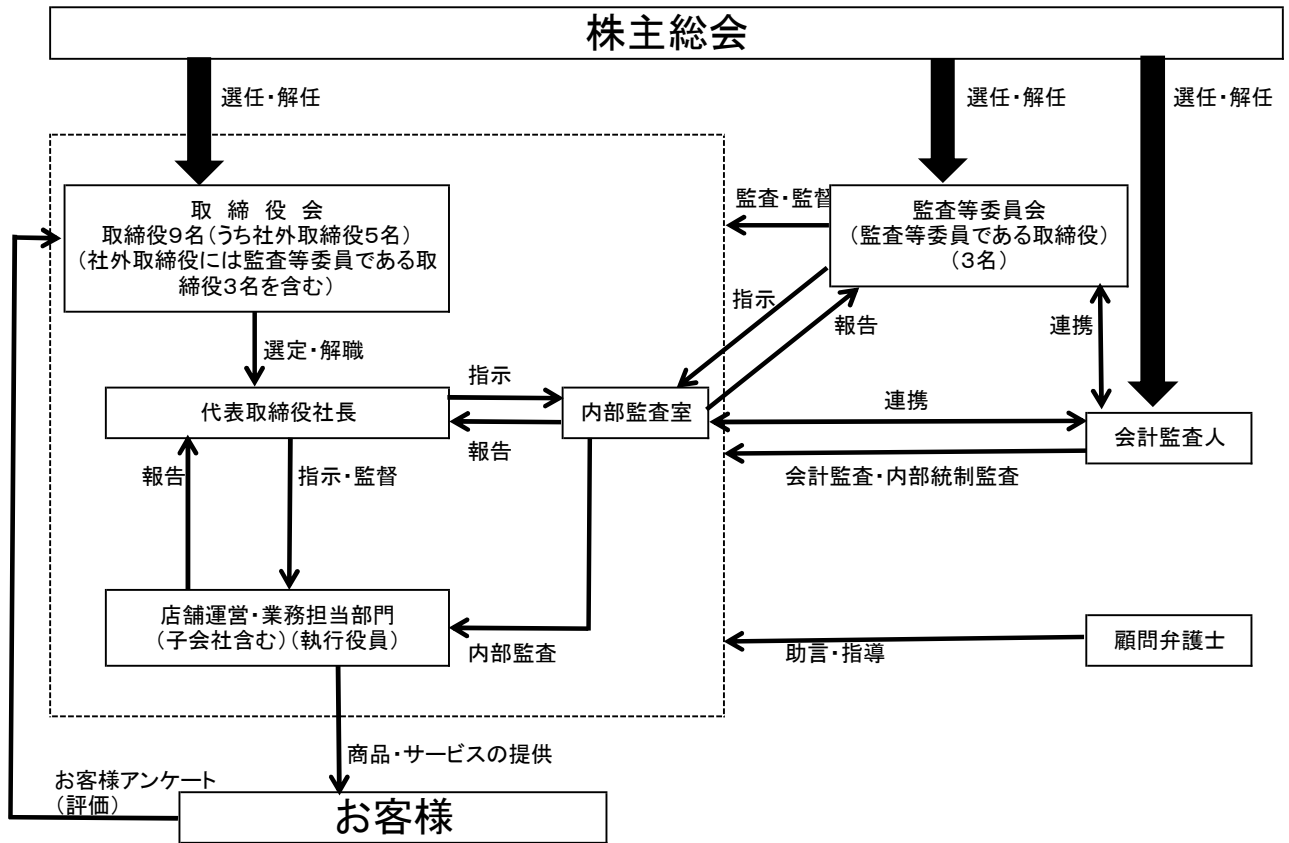 株主総会
選任・解任
選任・解任
選任・解任
取 締 役 会
取締役9名(うち社外取締役5名)
(社外取締役には監査等委員である取
締役3名を含む)
監査・監督
監査等委員会
(監査等委員である取締役)
(3名)
指示
報告
連携
選定・解職
代表取締役社長
指示
報告
内部監査室
連携
会計監査人
会計監査・内部統制監査
報告
指示・監督
店舗運営・業務担当部門
(子会社含む)(執行役員)
内部監査
助言・指導
顧問弁護士
商品・サービスの提供
お客様アンケート
(評価)
お客様